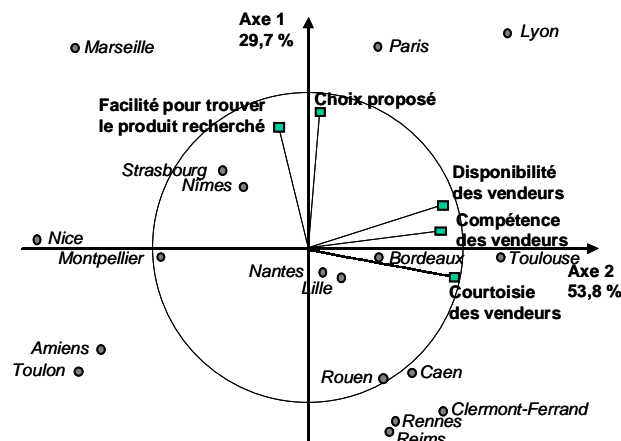 Axe 1
29,7 %
Lyon
Marseille
Paris
Facilité pour trouver
le produit recherché
Choix proposé
Strasbourg
Nîmes
Disponibilité
des vendeurs
Compétence
des vendeurs
Nice
Montpellier
Bordeaux
Toulouse
Nantes
Lille
Axe 2
53,8 %
Courtoisie
des vendeurs
Amiens
Toulon
Rouen
Caen
Clermont-Ferrand
Rennes
Reims